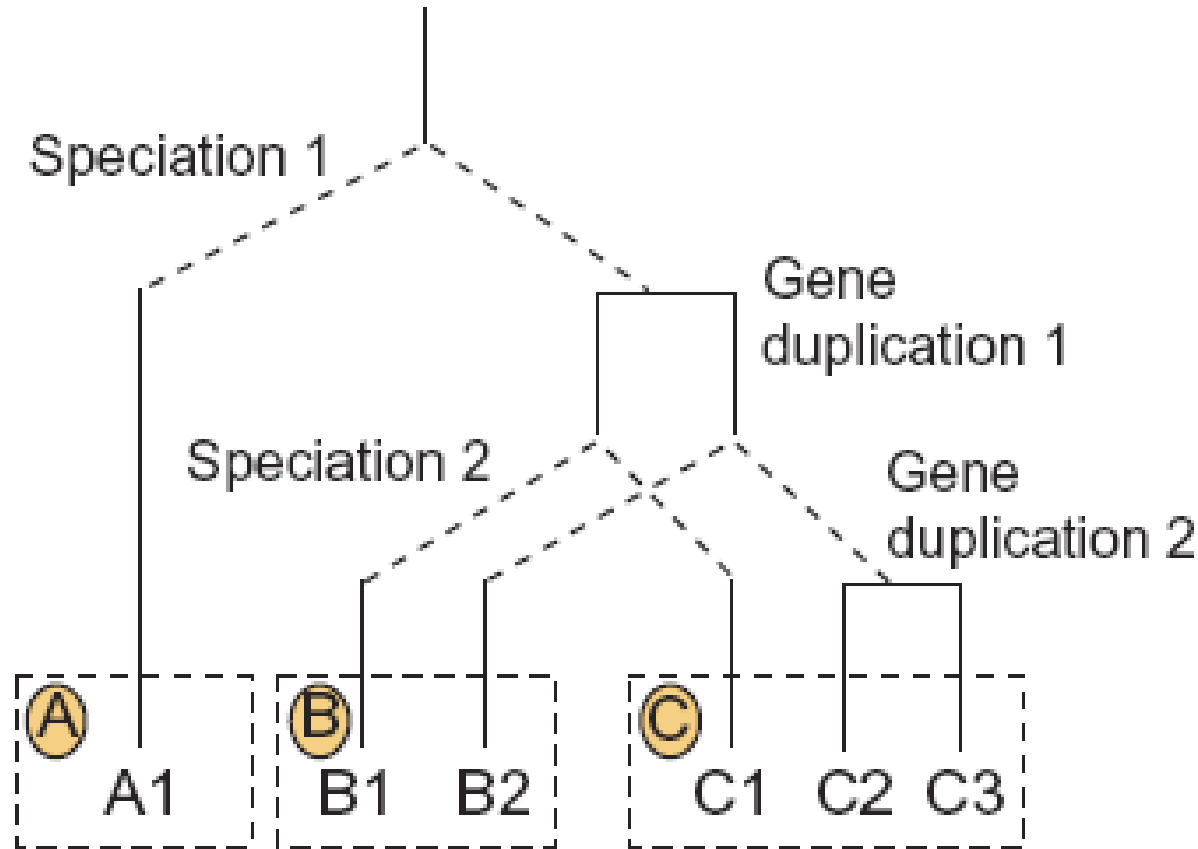 Speciation 1
Gene
duplication 1
Speciation 2
Gene
duplication 2
A
B
C
A1
B1
B2
C1
C2
C3